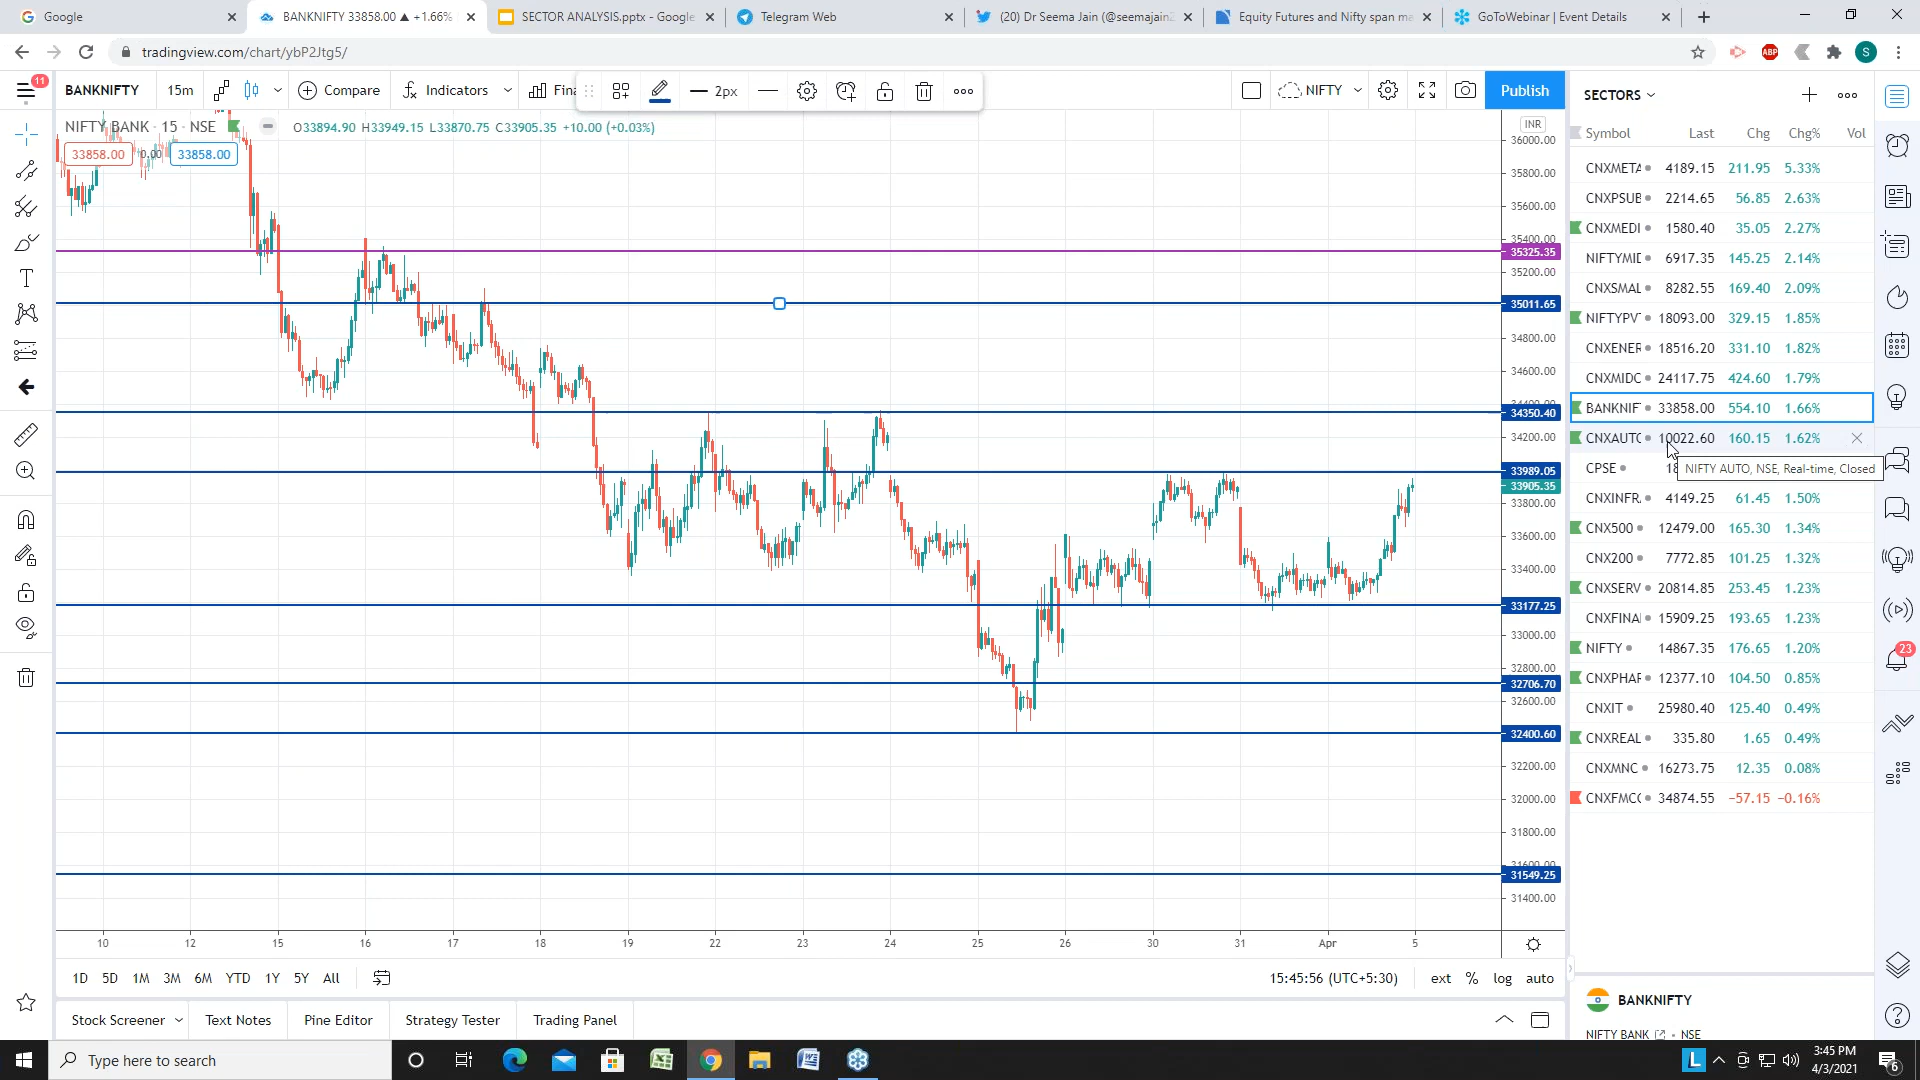 Google
BANKNIFTY 33858.00 ▲ +1.66%
SECTOR ANALYSIS.pptx - Google
Telegram Web
(20) Dr Seema Jain (@seemajain
Equity Futures and Nifty span ma
GoToWebinar | Event Details
tradingview.com/chart/ybP2Jtg5/
ABP
S
11
BANKNIFTY
15m
Compare
Indicators
Fina
2px
NIFTY
Publish
SECTORS
NIFTY BANK · 15 · NSE
O33894.90 H33949.15 L33870.75 C33905.35 +10.00 (+0.03%)
33858.00
0.00
33858.00
INR
36000.00
35800.00
35600.00
35400.00
35325.35
35200.00
35011.65
34800.00
34600.00
34400.00
34350.40
34200.00
33989.05
33905.35
33800.00
33600.00
33400.00
33177.25
33000.00
32800.00
32706.70
32600.00
32400.60
32200.00
32000.00
31800.00
31600.00
31549.25
31400.00
Symbol Last Chg Chg% Vol
CNXMETA 4189.15 211.95 5.33%
CNXPSUB 2214.65 56.85 2.63%
CNXMEDI 1580.40 35.05 2.27%
NIFTYMID 6917.35 145.25 2.14%
CNXSMAL 8282.55 169.40 2.09%
NIFTYPVT 18093.00 329.15 1.85%
CNXENER 18516.20 331.10 1.82%
CNXMIDC 24117.75 424.60 1.79%
BANKNIF 33858.00 554.10 1.66%
CNXAUTO 10022.60 160.15 1.62%
CPSE 18
NIFTY AUTO, NSE, Real-time, Closed
CNXINFR 4149.25 61.45 1.50%
CNX500 12479.00 165.30 1.34%
CNX200 7772.85 101.25 1.32%
CNXSERV 20814.85 253.45 1.23%
CNXFINA 15909.25 193.65 1.23%
NIFTY 14867.35 176.65 1.20%
CNXPHAR 12377.10 104.50 0.85%
CNXIT 25980.40 125.40 0.49%
CNXREAL 335.80 1.65 0.49%
CNXMNC 16273.75 12.35 0.08%
CNXFMCG 34874.55 −57.15 −0.16%
23
10 12 15 16 17 18 19 22 23 24 25 26 30 31 Apr 5
1D 5D 1M 3M 6M YTD 1Y 5Y All
15:45:56 (UTC+5:30)
ext % log auto
BANKNIFTY
NIFTY BANK · NSE
Stock Screener
Text Notes
Pine Editor
Strategy Tester
Trading Panel
Type here to search
L
3:45 PM
4/3/2021
6